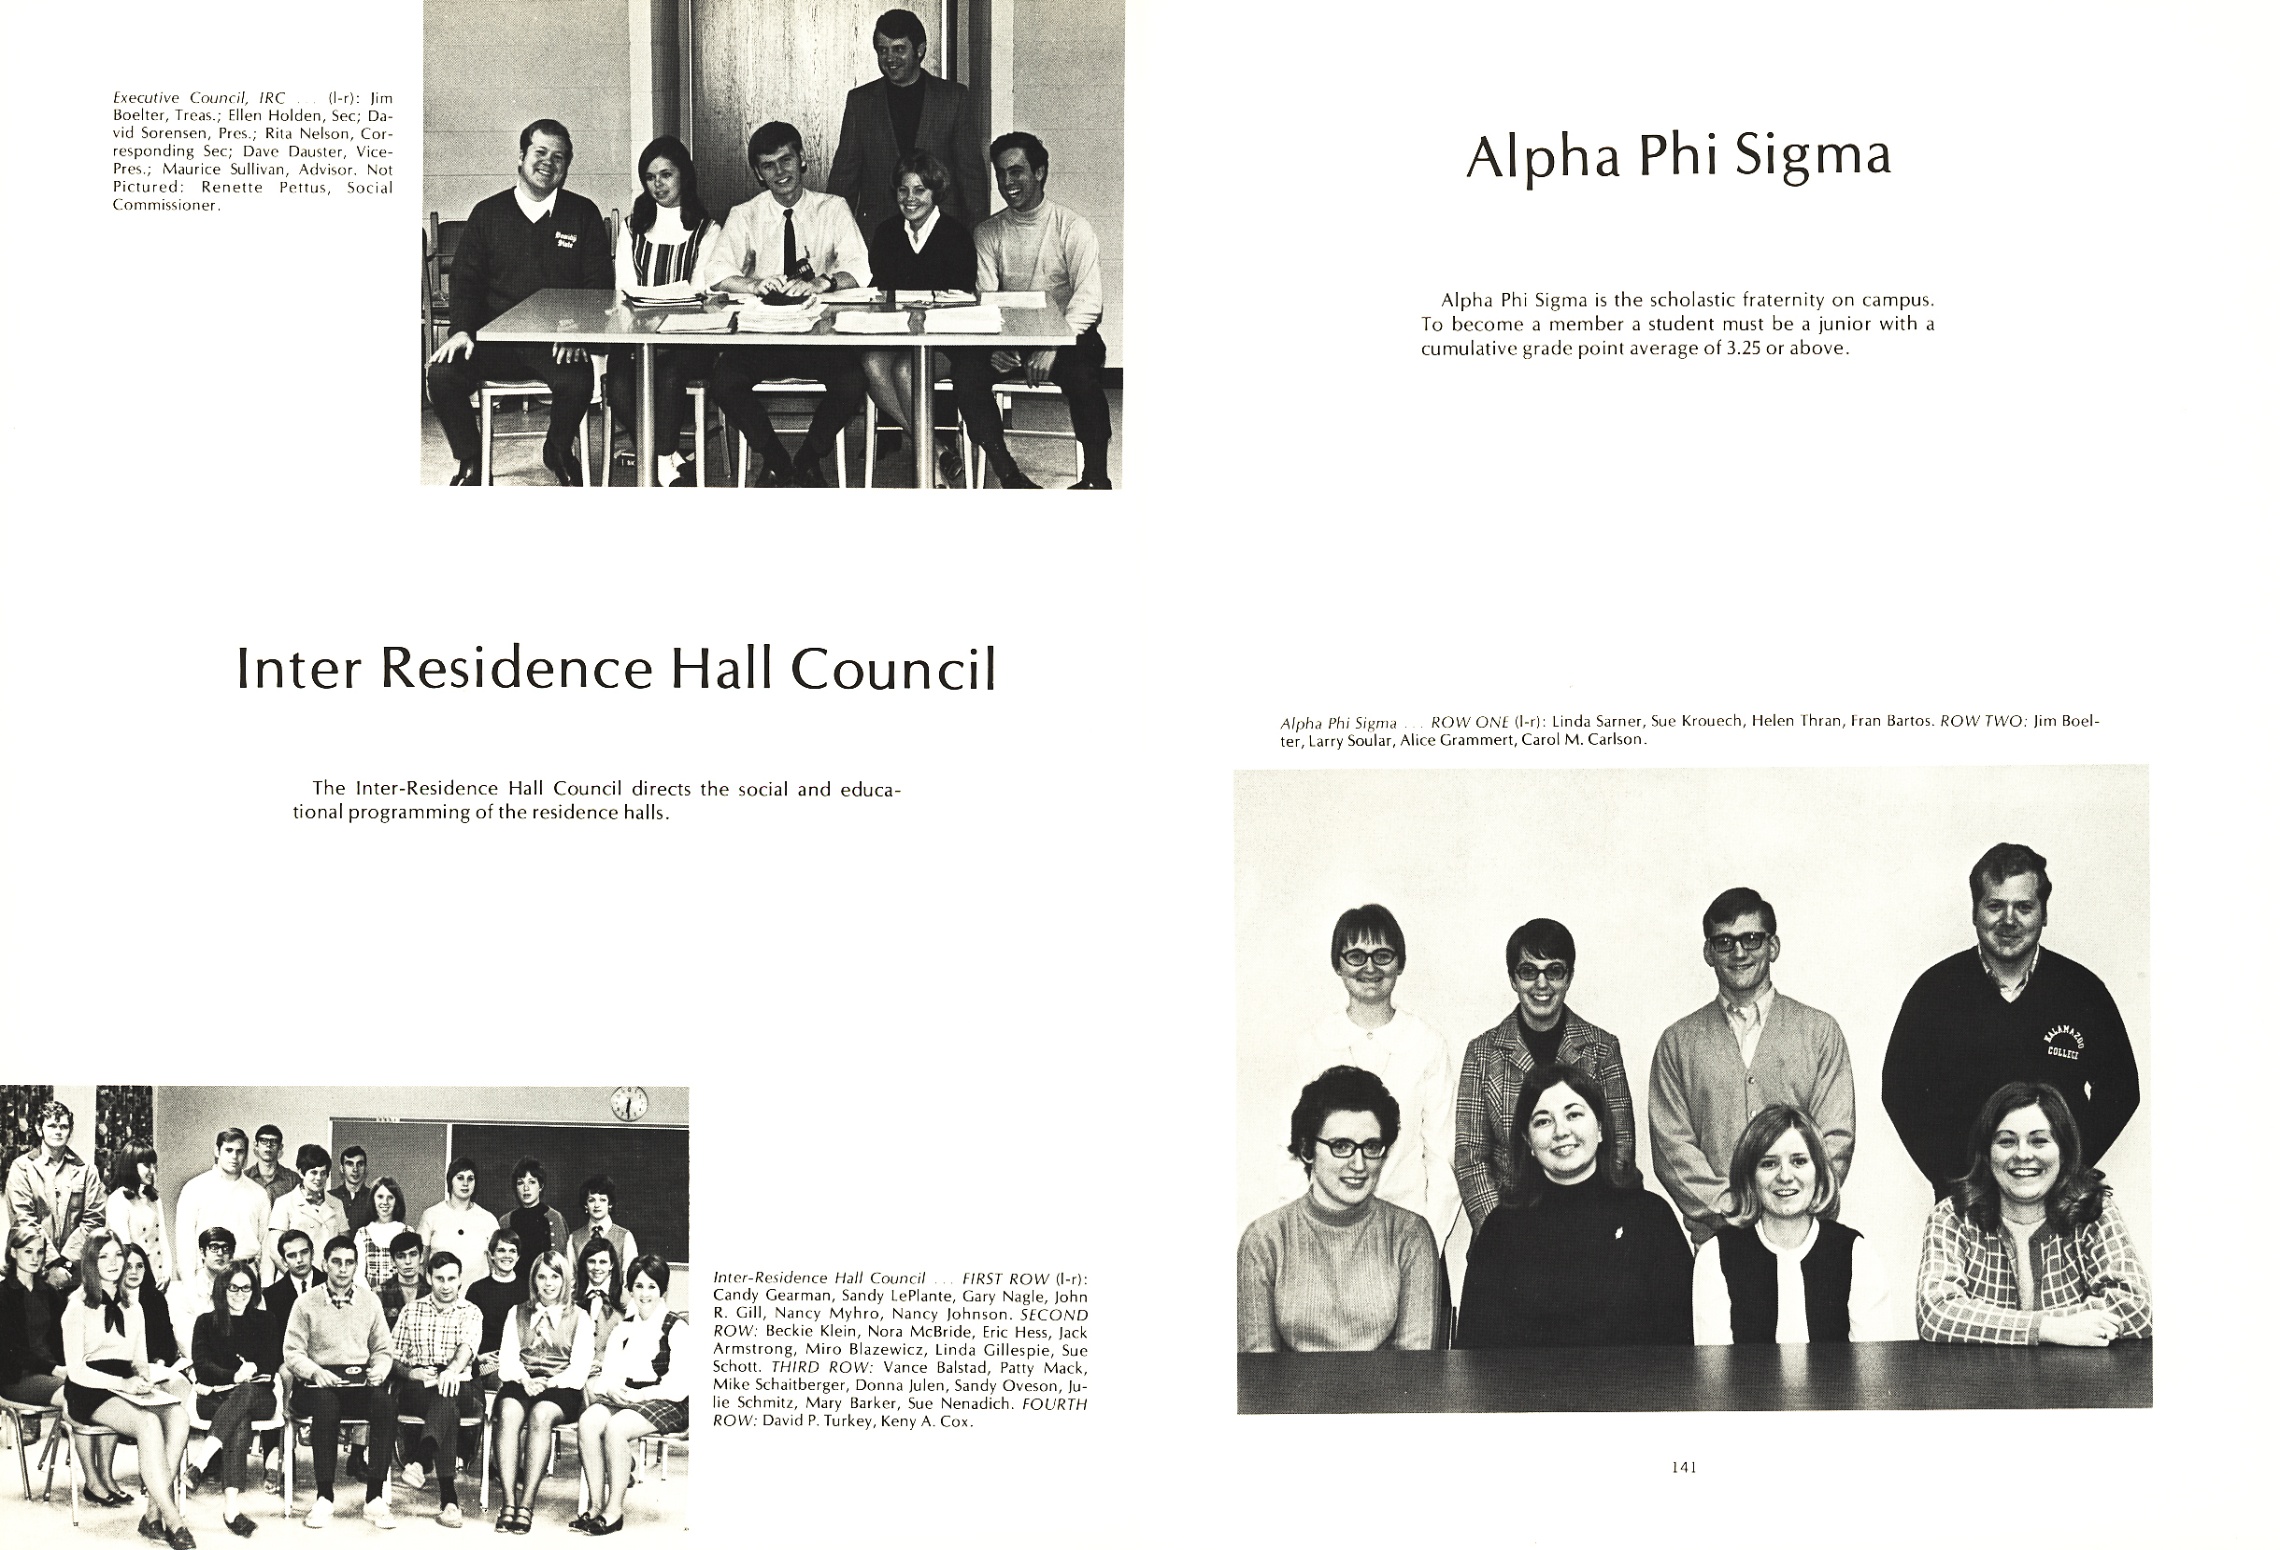 Executive Council, IRC . . . (l-r): Jim
Boelter, Treas.; Ellen Holden, Sec; Da-
vid Sorensen, Pres.; Rita Nelson, Cor-
responding Sec; Dave Dauster, Vice-
Pres.; Maurice Sullivan, Advisor. Not
Pictured: Renette Pettus, Social
Commissioner.
Bemidji
State
Inter Residence Hall Council
The Inter-Residence Hall Council directs the social and educa-
tional programming of the residence halls.
Inter-Residence Hall Council . . . FIRST ROW (l-r):
Candy Gearman, Sandy LePlante, Gary Nagle, John
R. Gill, Nancy Myhro, Nancy Johnson. SECOND
ROW: Beckie Klein, Nora McBride, Eric Hess, Jack
Armstrong, Miro Blazewicz, Linda Gillespie, Sue
Schott. THIRD ROW: Vance Balstad, Patty Mack,
Mike Schaitberger, Donna Julen, Sandy Oveson, Ju-
lie Schmitz, Mary Barker, Sue Nenadich. FOURTH
ROW: David P. Turkey, Keny A. Cox.
Alpha Phi Sigma
Alpha Phi Sigma is the scholastic fraternity on campus.
To become a member a student must be a junior with a
cumulative grade point average of 3.25 or above.
Alpha Phi Sigma . . . ROW ONE (l-r): Linda Sarner, Sue Krouech, Helen Thran, Fran Bartos. ROW TWO: Jim Boel-
ter, Larry Soular, Alice Grammert, Carol M. Carlson.
KALAMAZOO
COLLEGE
141